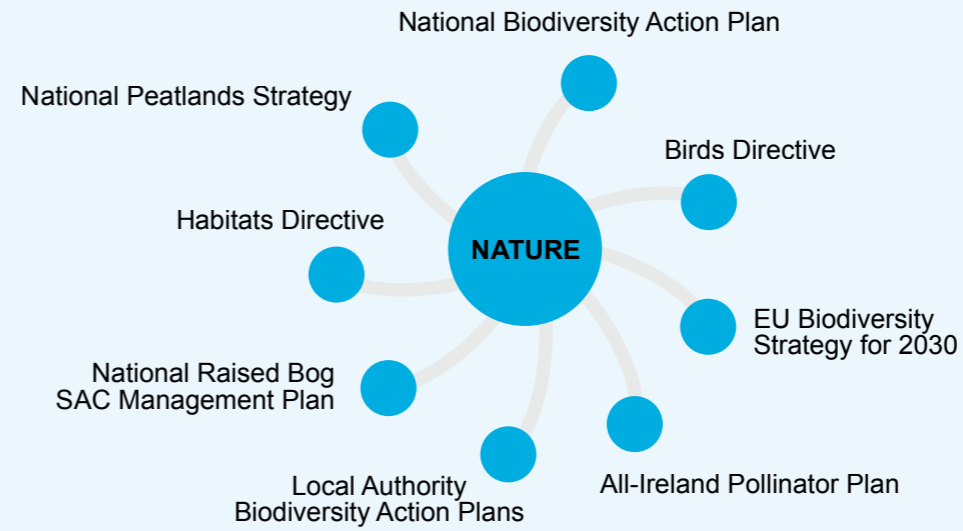 National Biodiversity Action Plan
National Peatlands Strategy
Birds Directive
Habitats Directive
NATURE
EU Biodiversity
Strategy for 2030
National Raised Bog
SAC Management Plan
Local Authority
Biodiversity Action Plans
All-Ireland Pollinator Plan